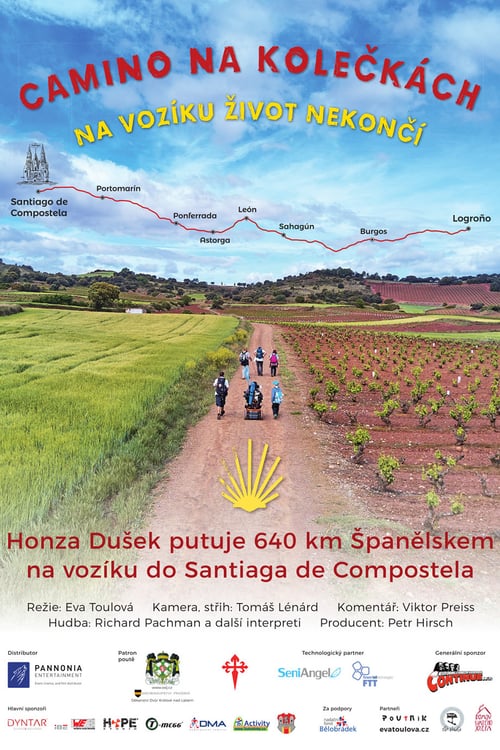 CAMINO NA KOLEČKÁCH
NA VOZÍKU ŽIVOT NEKONČÍ
Santiago de
Compostela
Portomarín
Ponferrada
Astorga
León
Sahagún
Burgos
Logroño
Honza Dušek putuje 640 km Španělskem
na vozíku do Santiaga de Compostela
Režie: Eva Toulová Kamera, střih: Tomáš Lénárd Komentář: Viktor Preiss
Hudba: Richard Pachman a další interpreti Producent: Petr Hirsch
Distributor
PANNONIA
ENTERTAINMENT
Patron
poutě
Technologický partner
SeniAngel
FTT
Generální sponzor
CONTINUE
Hlavní sponzoři
DYNTAR
HOPE
MC66
DMA
Activity
Za podpory
Bělobrádek
Partneři
POUTNÍK
evatoulova.cz